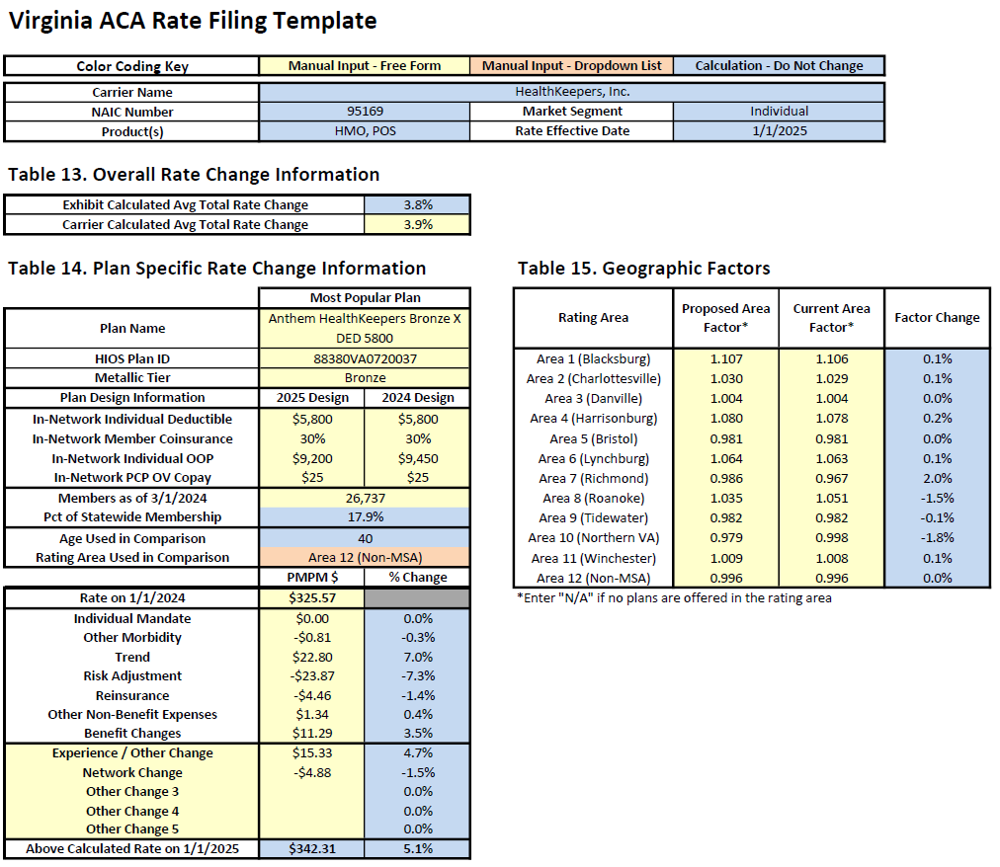 Virginia ACA Rate Filing Template
Color Coding Key Manual Input - Free Form Manual Input - Dropdown List Calculation - Do Not Change
Carrier Name HealthKeepers, Inc.
NAIC Number 95169 Market Segment Individual
Product(s) HMO, POS Rate Effective Date 1/1/2025
Table 13. Overall Rate Change Information
Exhibit Calculated Avg Total Rate Change 3.8%
Carrier Calculated Avg Total Rate Change 3.9%
Table 14. Plan Specific Rate Change Information
Most Popular Plan
Plan Name Anthem HealthKeepers Bronze X
DED 5800
HIOS Plan ID 88380VA0720037
Metallic Tier Bronze
Plan Design Information 2025 Design 2024 Design
In-Network Individual Deductible $5,800 $5,800
In-Network Member Coinsurance 30% 30%
In-Network Individual OOP $9,200 $9,450
In-Network PCP OV Copay $25 $25
Members as of 3/1/2024 26,737
Pct of Statewide Membership 17.9%
Age Used in Comparison 40
Rating Area Used in Comparison Area 12 (Non-MSA)
PMPM $ % Change
Rate on 1/1/2024 $325.57
Individual Mandate $0.00 0.0%
Other Morbidity -$0.81 -0.3%
Trend $22.80 7.0%
Risk Adjustment -$23.87 -7.3%
Reinsurance -$4.46 -1.4%
Other Non-Benefit Expenses $1.34 0.4%
Benefit Changes $11.29 3.5%
Experience / Other Change $15.33 4.7%
Network Change -$4.88 -1.5%
Other Change 3 0.0%
Other Change 4 0.0%
Other Change 5 0.0%
Above Calculated Rate on 1/1/2025 $342.31 5.1%
Table 15. Geographic Factors
Rating Area Proposed Area Factor* Current Area Factor* Factor Change
Area 1 (Blacksburg) 1.107 1.106 0.1%
Area 2 (Charlottesville) 1.030 1.029 0.1%
Area 3 (Danville) 1.004 1.004 0.0%
Area 4 (Harrisonburg) 1.080 1.078 0.2%
Area 5 (Bristol) 0.981 0.981 0.0%
Area 6 (Lynchburg) 1.064 1.063 0.1%
Area 7 (Richmond) 0.986 0.967 2.0%
Area 8 (Roanoke) 1.035 1.051 -1.5%
Area 9 (Tidewater) 0.982 0.982 -0.1%
Area 10 (Northern VA) 0.979 0.998 -1.8%
Area 11 (Winchester) 1.009 1.008 0.1%
Area 12 (Non-MSA) 0.996 0.996 0.0%
*Enter "N/A" if no plans are offered in the rating area